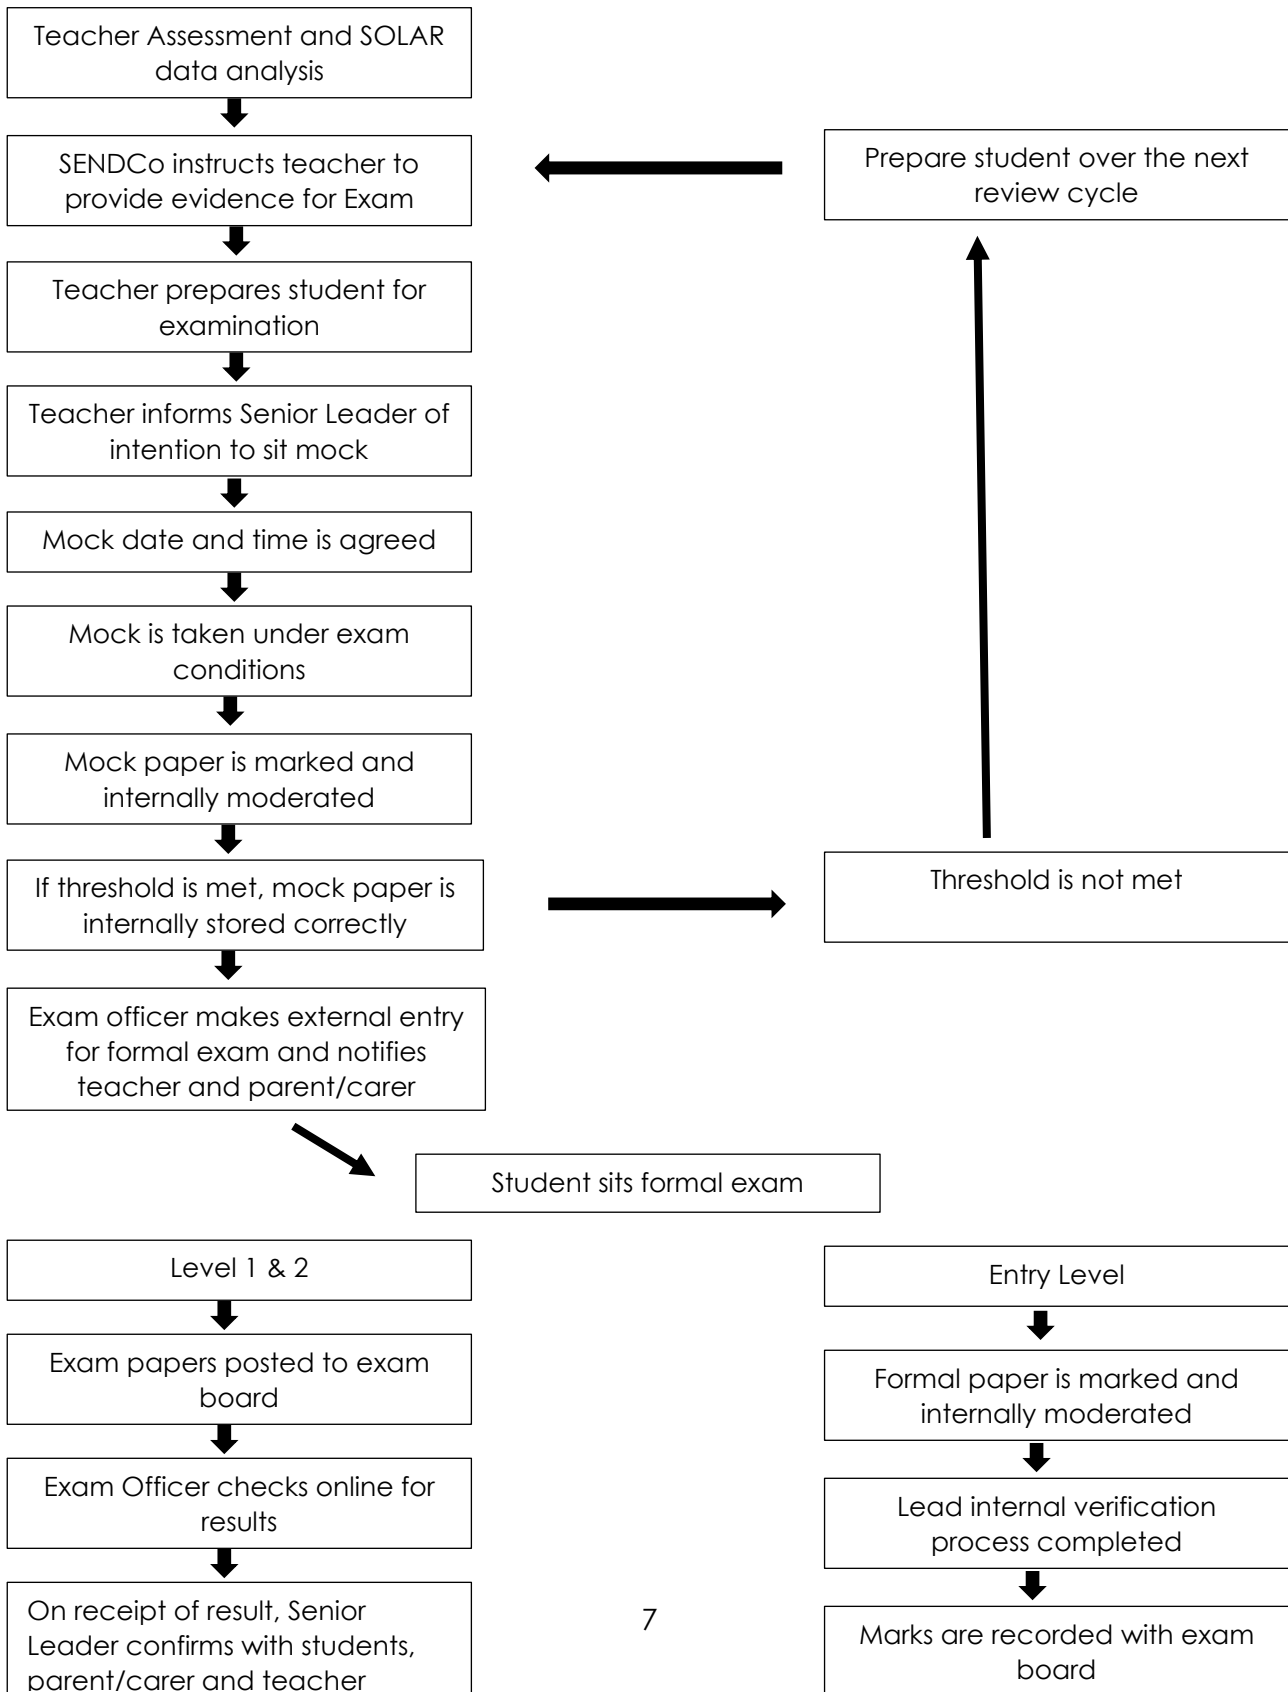 Teacher Assessment and SOLAR
data analysis
SENDCo instructs teacher to
provide evidence for Exam
Prepare student over the next
review cycle
Teacher prepares student for
examination
Teacher informs Senior Leader of
intention to sit mock
Mock date and time is agreed
Mock is taken under exam
conditions
Mock paper is marked and
internally moderated
If threshold is met, mock paper is
internally stored correctly
Threshold is not met
Exam officer makes external entry
for formal exam and notifies
teacher and parent/carer
Student sits formal exam
Level 1 & 2
Exam papers posted to exam
board
Exam Officer checks online for
results
On receipt of result, Senior
Leader confirms with students,
parent/carer and teacher
Entry Level
Formal paper is marked and
internally moderated
Lead internal verification
process completed
Marks are recorded with exam
board
7